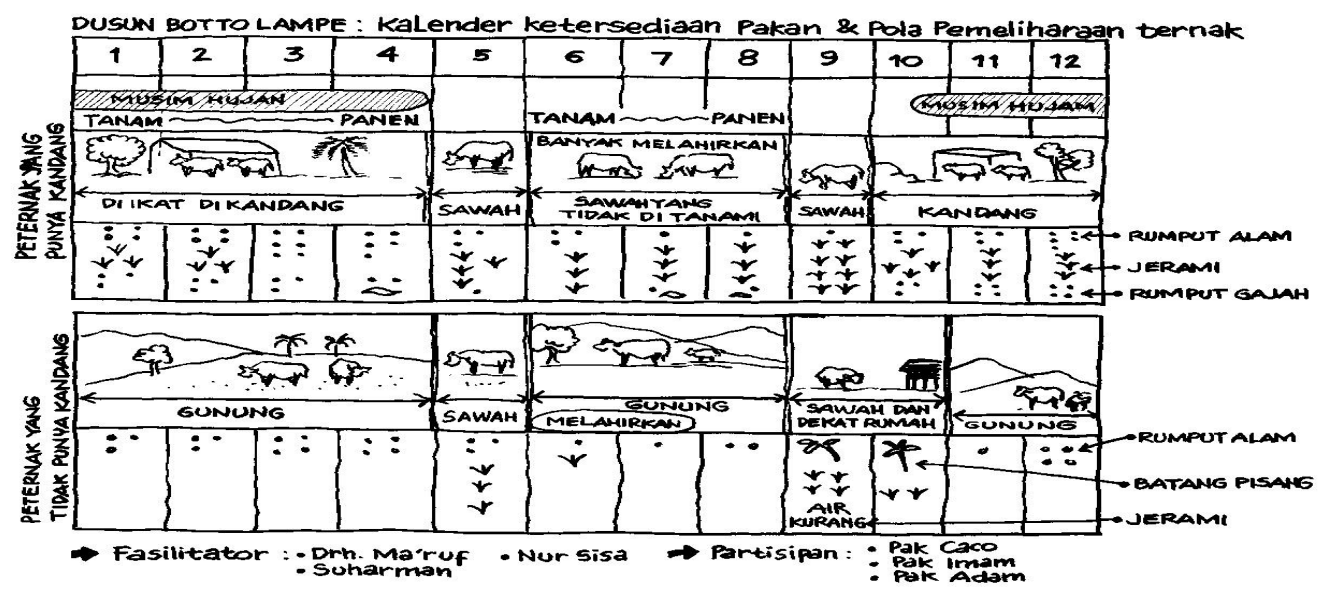 DUSUN BOTTO LAMPE : Kalender ketersediaan Pakan & Pola Pemeliharaan ternak
1 2 3 4 5 6 7 8 9 10 11 12
MUSIM HUJAN
MUSIM HUJAM
TANAM PANEN
TANAM PANEN
PETERNAK YANG
PUNYA KANDANG
BANYAK MELAHIRKAN
DI IKAT DI KANDANG
SAWAH
SAWAH YANG
TIDAK DI TANAMI
SAWAH
KANDANG
RUMPUT ALAM
JERAMI
RUMPUT GAJAH
PETERNAK YANG
TIDAK PUNYA KANDANG
GUNUNG
SAWAH
GUNUNG
MELAHIRKAN
SAWAH DAN
DEKAT RUMAH
GUNUNG
RUMPUT ALAM
BATANG PISANG
AIR
KURANG
JERAMI
Fasilitator : • Drh. Ma'ruf • Nur Sisa
• Suharman
Partisipan : • Pak Caco
• Pak Imam
• Pak Adam